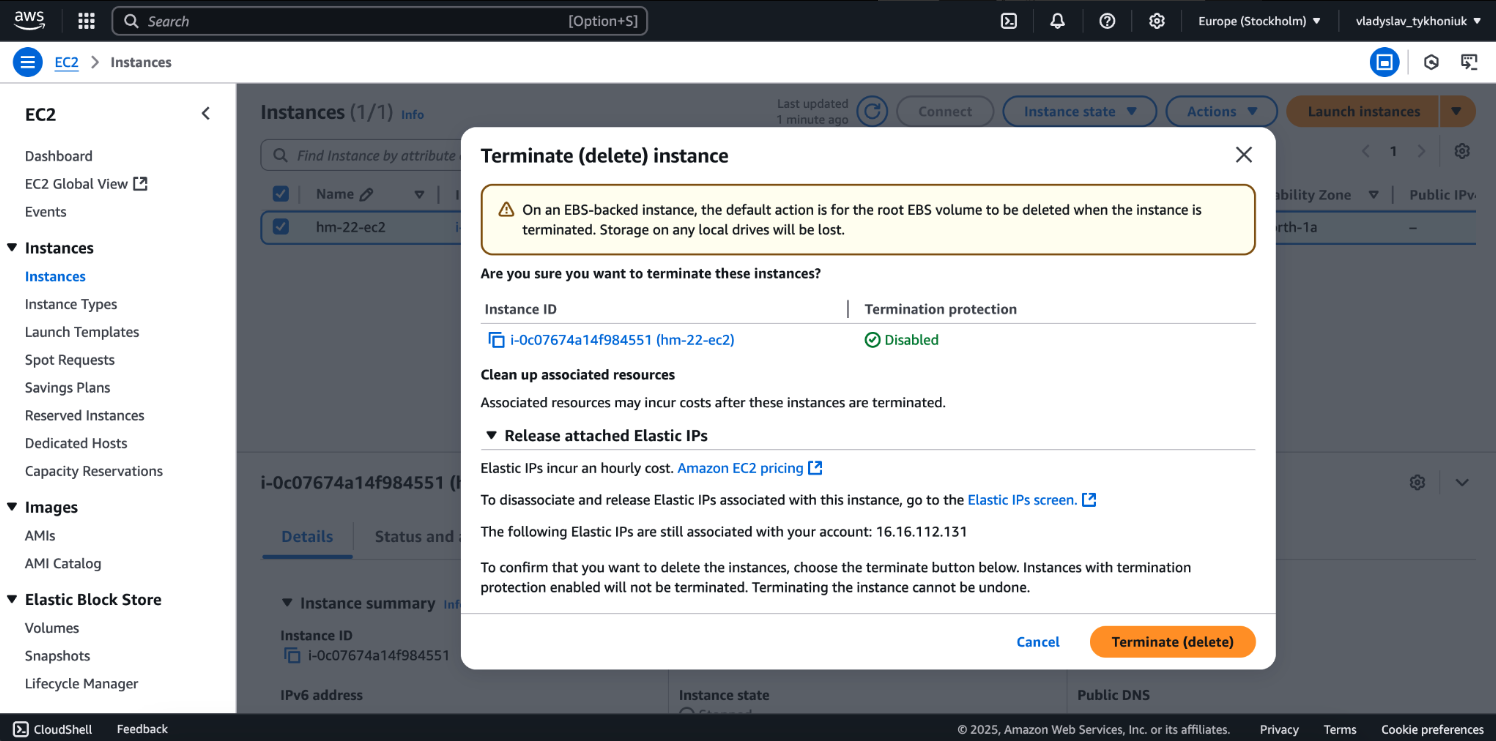 aws
Search
[Option+S]
Europe (Stockholm)
vladyslav_tykhoniuk
EC2
Instances
EC2
Dashboard
EC2 Global View
Events
Instances
Instances
Instance Types
Launch Templates
Spot Requests
Savings Plans
Reserved Instances
Dedicated Hosts
Capacity Reservations
Images
AMIs
AMI Catalog
Elastic Block Store
Volumes
Snapshots
Lifecycle Manager
Instances (1/1) Info
Last updated
1 minute ago
Connect
Instance state
Actions
Launch instances
Find Instance by attribute
1
Name
Public IPv
hm-22-ec2
–
Terminate (delete) instance
On an EBS-backed instance, the default action is for the root EBS volume to be deleted when the instance is
terminated. Storage on any local drives will be lost.
Are you sure you want to terminate these instances?
Instance ID
Termination protection
i-0c07674a14f984551 (hm-22-ec2)
Disabled
Clean up associated resources
Associated resources may incur costs after these instances are terminated.
Release attached Elastic IPs
Elastic IPs incur an hourly cost. Amazon EC2 pricing
To disassociate and release Elastic IPs associated with this instance, go to the Elastic IPs screen.
The following Elastic IPs are still associated with your account: 16.16.112.131
To confirm that you want to delete the instances, choose the terminate button below. Instances with termination
protection enabled will not be terminated. Terminating the instance cannot be undone.
Cancel
Terminate (delete)
i-0c07674a14f984551 (h
Details
Status and a
Instance summary
Instance ID
i-0c07674a14f984551
IPv6 address
Instance state
Public DNS
CloudShell
Feedback
© 2025, Amazon Web Services, Inc. or its affiliates.
Privacy
Terms
Cookie preferences